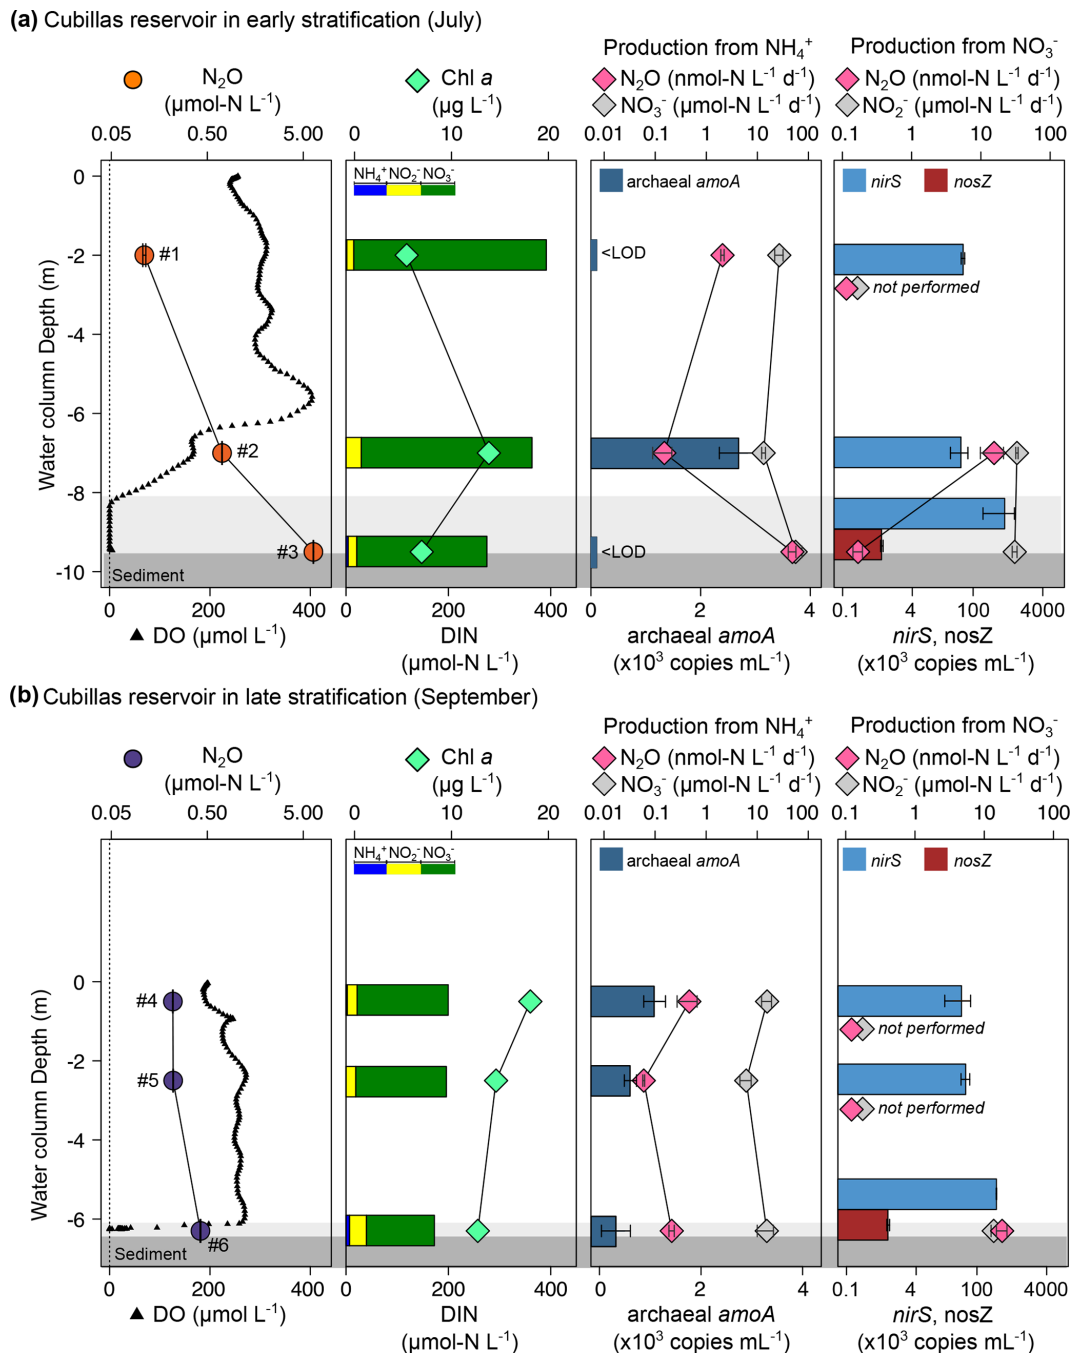 (a) Cubillas reservoir in early stratification (July)
N₂O
(µmol-N L⁻¹)
0.05 0.50 5.00
Chl a
(µg L⁻¹)
0 10 20
Production from NH₄⁺
N₂O (nmol-N L⁻¹ d⁻¹)
NO₃⁻ (µmol-N L⁻¹ d⁻¹)
0.01 0.1 1 10 100
Production from NO₃⁻
N₂O (nmol-N L⁻¹ d⁻¹)
NO₂⁻ (µmol-N L⁻¹ d⁻¹)
0.1 1 10 100
Water column Depth (m)
0
-2
-4
-6
-8
-10
#1
#2
#3
Sediment
0 200 400
▲ DO (µmol L⁻¹)
NH₄⁺ NO₂⁻ NO₃⁻
0 200 400
DIN
(µmol-N L⁻¹)
archaeal amoA
<LOD
<LOD
0 2 4
archaeal amoA
(x10³ copies mL⁻¹)
nirS nosZ
not performed
0.1 4 100 4000
nirS, nosZ
(x10³ copies mL⁻¹)
(b) Cubillas reservoir in late stratification (September)
N₂O
(µmol-N L⁻¹)
0.05 0.50 5.00
Chl a
(µg L⁻¹)
0 10 20
Production from NH₄⁺
N₂O (nmol-N L⁻¹ d⁻¹)
NO₃⁻ (µmol-N L⁻¹ d⁻¹)
0.01 0.1 1 10 100
Production from NO₃⁻
N₂O (nmol-N L⁻¹ d⁻¹)
NO₂⁻ (µmol-N L⁻¹ d⁻¹)
0.1 1 10 100
Water column Depth (m)
0
-2
-4
-6
#4
#5
#6
Sediment
0 200 400
▲ DO (µmol L⁻¹)
NH₄⁺ NO₂⁻ NO₃⁻
0 200 400
DIN
(µmol-N L⁻¹)
archaeal amoA
0 2 4
archaeal amoA
(x10³ copies mL⁻¹)
nirS nosZ
not performed
not performed
0.1 4 100 4000
nirS, nosZ
(x10³ copies mL⁻¹)